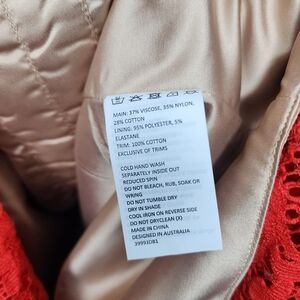 MAIN: 37% VISCOSE, 35% NYLON,
28% COTTON
LINING: 95% POLYESTER, 5%
ELASTANE
TRIM: 100% COTTON
EXCLUSIVE OF TRIMS
COLD HAND WASH
SEPARATELY INSIDE OUT
REDUCED SPIN
DO NOT BLEACH, RUB, SOAK OR
WRING
DO NOT TUMBLE DRY
DRY IN SHADE
COOL IRON ON REVERSE SIDE
DO NOT DRYCLEAN (X)
MADE IN CHINA
DESIGNED IN AUSTRALIA
39993DB1